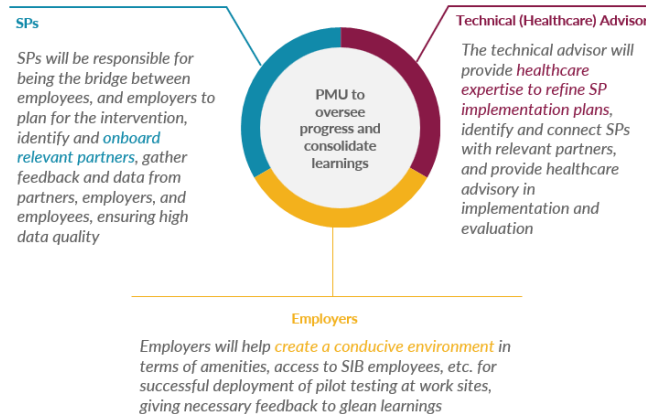 SPs
SPs will be responsible for
being the bridge between
employees, and employers to
plan for the intervention,
identify and onboard
relevant partners, gather
feedback and data from
partners, employers, and
employees, ensuring high
data quality
PMU to
oversee
progress and
consolidate
learnings
Technical (Healthcare) Advisor
The technical advisor will
provide healthcare
expertise to refine SP
implementation plans,
identify and connect SPs
with relevant partners,
and provide healthcare
advisory in
implementation and
evaluation
Employers
Employers will help create a conducive environment in
terms of amenities, access to SIB employees, etc. for
successful deployment of pilot testing at work sites,
giving necessary feedback to glean learnings